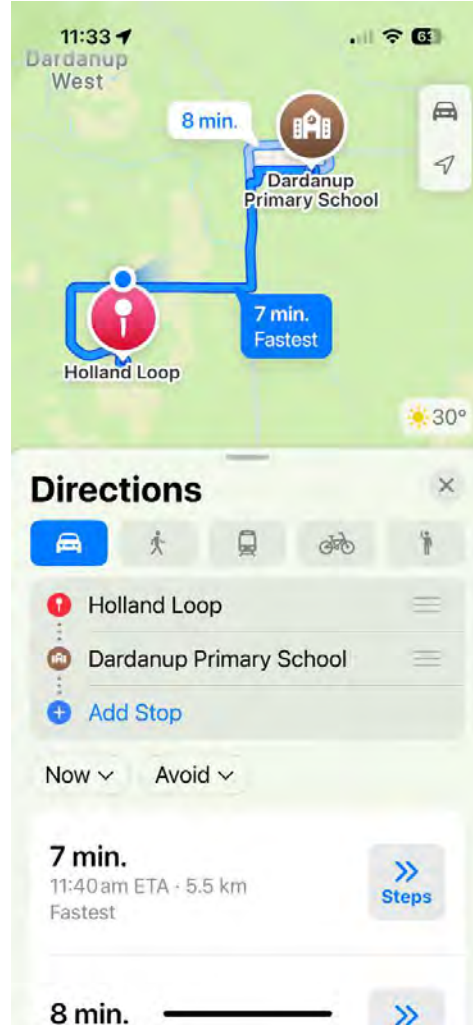 11:33
63
Dardanup
West
8 min.
Dardanup
Primary School
7 min.
Fastest
Holland Loop
30°
Directions
Holland Loop
Dardanup Primary School
Add Stop
Now
Avoid
7 min.
11:40 am ETA · 5.5 km
Fastest
Steps
8 min.